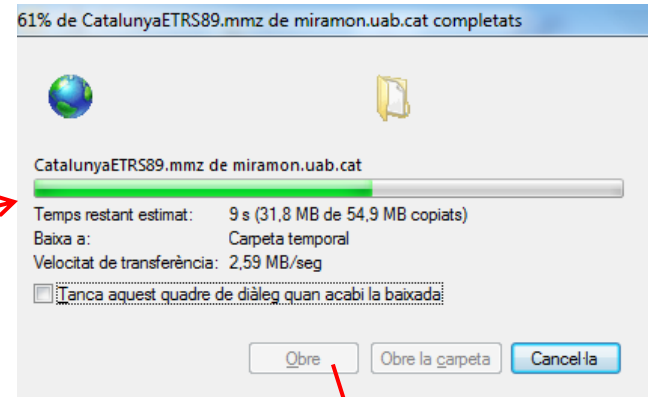 61% de CatalunyaETRS89.mmz de miramon.uab.cat completats
CatalunyaETRS89.mmz de miramon.uab.cat
Temps restant estimat: 9 s (31,8 MB de 54,9 MB copiats)
Baixa a: Carpeta temporal
Velocitat de transferència: 2,59 MB/seg
Tanca aquest quadre de diàleg quan acabi la baixada
Obre Obre la carpeta Cancel·la